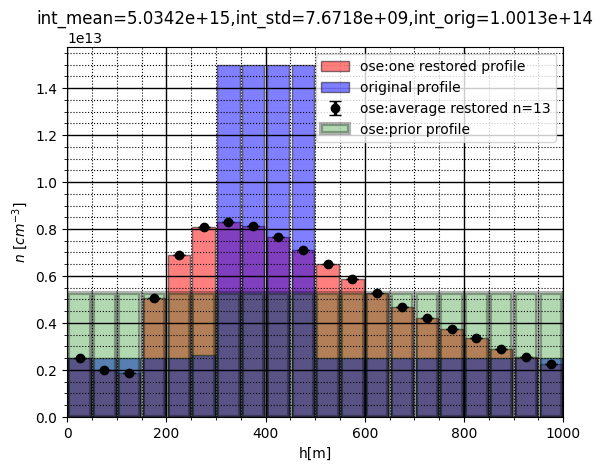 int_mean=5.0342e+15,int_std=7.6718e+09,int_orig=1.0013e+14
1e13
ose:one restored profile
original profile
ose:average restored n=13
ose:prior profile
1.4
1.2
1.0
0.8
0.6
0.4
0.2
0.0
n [cm⁻³]
0 200 400 600 800 1000
h[m]